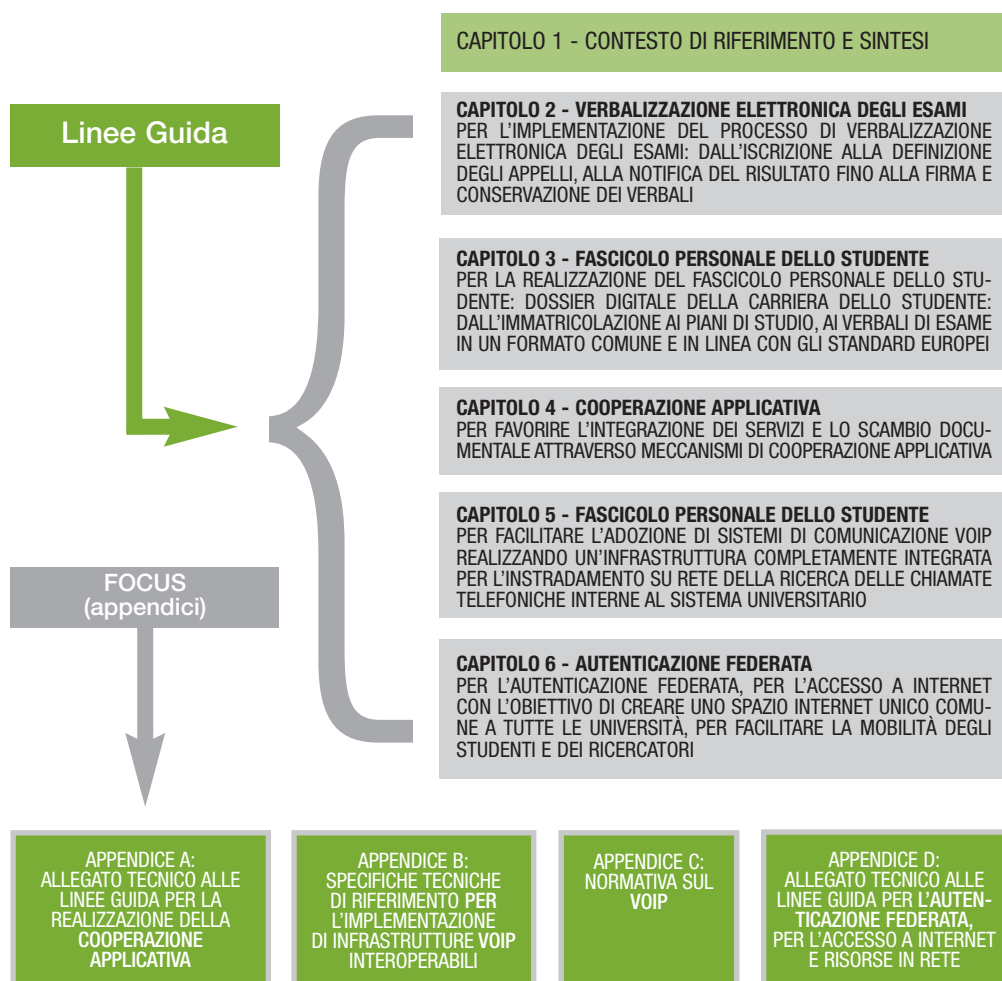 CAPITOLO 1 - CONTESTO DI RIFERIMENTO E SINTESI
Linee Guida
CAPITOLO 2 - VERBALIZZAZIONE ELETTRONICA DEGLI ESAMI
PER L'IMPLEMENTAZIONE DEL PROCESSO DI VERBALIZZAZIONE
ELETTRONICA DEGLI ESAMI: DALL'ISCRIZIONE ALLA DEFINIZIONE
DEGLI APPELLI, ALLA NOTIFICA DEL RISULTATO FINO ALLA FIRMA E
CONSERVAZIONE DEI VERBALI
CAPITOLO 3 - FASCICOLO PERSONALE DELLO STUDENTE
PER LA REALIZZAZIONE DEL FASCICOLO PERSONALE DELLO STU-
DENTE: DOSSIER DIGITALE DELLA CARRIERA DELLO STUDENTE:
DALL'IMMATRICOLAZIONE AI PIANI DI STUDIO, AI VERBALI DI ESAME
IN UN FORMATO COMUNE E IN LINEA CON GLI STANDARD EUROPEI
CAPITOLO 4 - COOPERAZIONE APPLICATIVA
PER FAVORIRE L'INTEGRAZIONE DEI SERVIZI E LO SCAMBIO DOCU-
MENTALE ATTRAVERSO MECCANISMI DI COOPERAZIONE APPLICATIVA
CAPITOLO 5 - FASCICOLO PERSONALE DELLO STUDENTE
PER FACILITARE L'ADOZIONE DI SISTEMI DI COMUNICAZIONE VOIP
REALIZZANDO UN'INFRASTRUTTURA COMPLETAMENTE INTEGRATA
PER L'INSTRADAMENTO SU RETE DELLA RICERCA DELLE CHIAMATE
TELEFONICHE INTERNE AL SISTEMA UNIVERSITARIO
FOCUS
(appendici)
CAPITOLO 6 - AUTENTICAZIONE FEDERATA
PER L'AUTENTICAZIONE FEDERATA, PER L'ACCESSO A INTERNET
CON L'OBIETTIVO DI CREARE UNO SPAZIO INTERNET UNICO COMU-
NE A TUTTE LE UNIVERSITÀ, PER FACILITARE LA MOBILITÀ DEGLI
STUDENTI E DEI RICERCATORI
APPENDICE A:
ALLEGATO TECNICO ALLE
LINEE GUIDA PER LA
REALIZZAZIONE DELLA
COOPERAZIONE
APPLICATIVA
APPENDICE B:
SPECIFICHE TECNICHE
DI RIFERIMENTO PER
L'IMPLEMENTAZIONE
DI INFRASTRUTTURE VOIP
INTEROPERABILI
APPENDICE C:
NORMATIVA SUL
VOIP
APPENDICE D:
ALLEGATO TECNICO ALLE
LINEE GUIDA PER L'AUTEN-
TICAZIONE FEDERATA,
PER L'ACCESSO A INTERNET
E RISORSE IN RETE